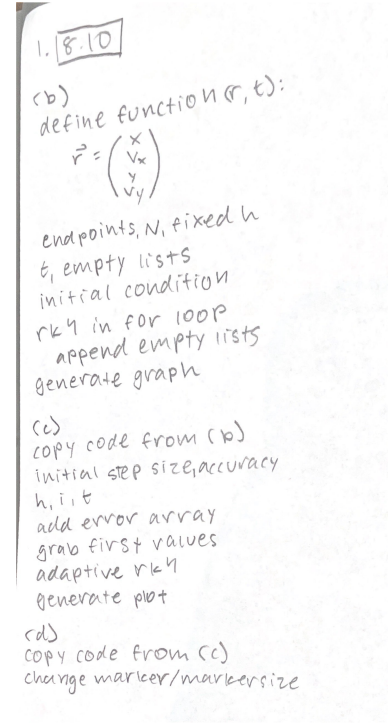 1. 8.10
(b)
define function (r, t):
r⃗ = (x
vx
y
vy)
endpoints, N, fixed h
t, empty lists
initial condition
rk4 in for loop
append empty lists
generate graph
(c)
copy code from (b)
initial step size, accuracy
h, i, t
add error array
grab first values
adaptive rk4
generate plot
(d)
copy code from (c)
change marker/markersize